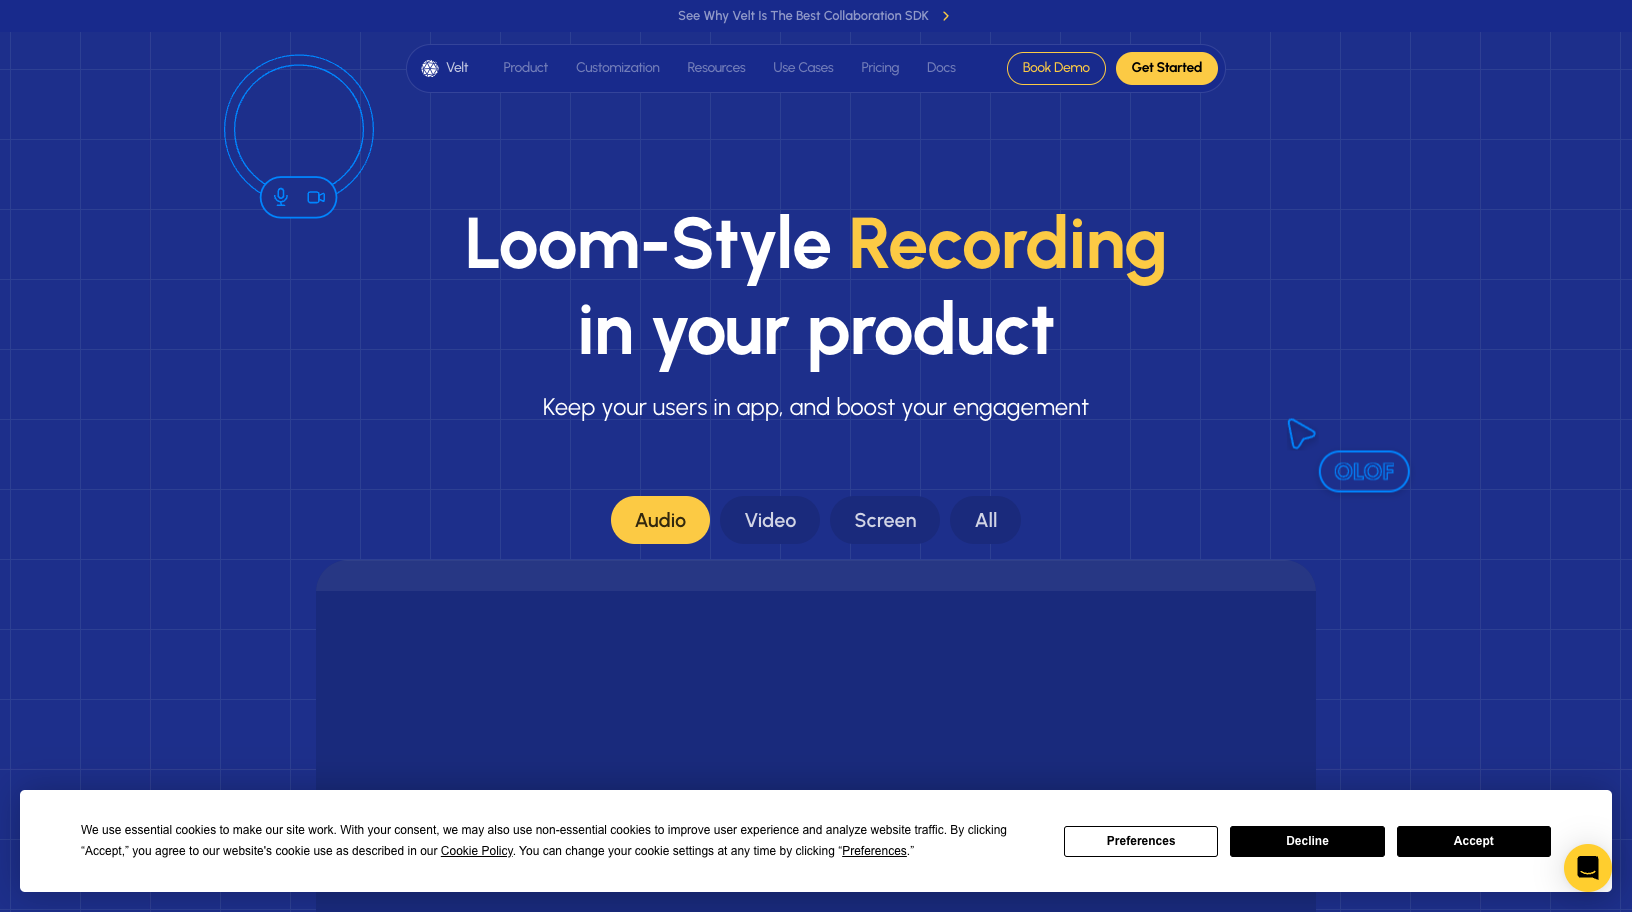 See Why Velt Is The Best Collaboration SDK
Velt Product Customization Resources Use Cases Pricing Docs Book Demo Get Started
Loom-Style Recording
in your product
Keep your users in app, and boost your engagement
OLOF
Audio Video Screen All
We use essential cookies to make our site work. With your consent, we may also use non-essential cookies to improve user experience and analyze website traffic. By clicking
“Accept,” you agree to our website's cookie use as described in our Cookie Policy. You can change your cookie settings at any time by clicking “Preferences.”
Preferences Decline Accept